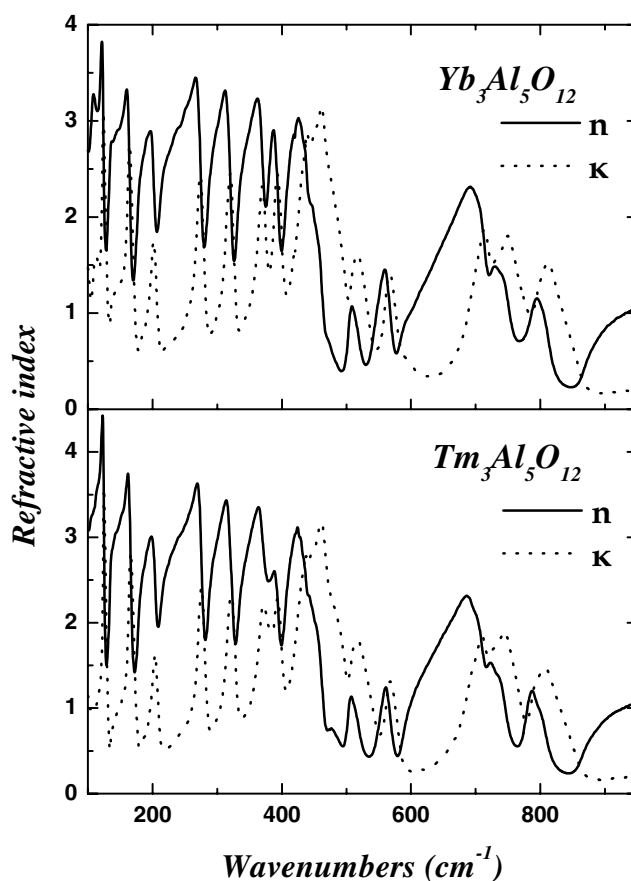 4
Yb3Al5O12
n
κ
3
2
1
0
Refractive index
4
Tm3Al5O12
n
κ
3
2
1
0
200 400 600 800
Wavenumbers (cm-1)